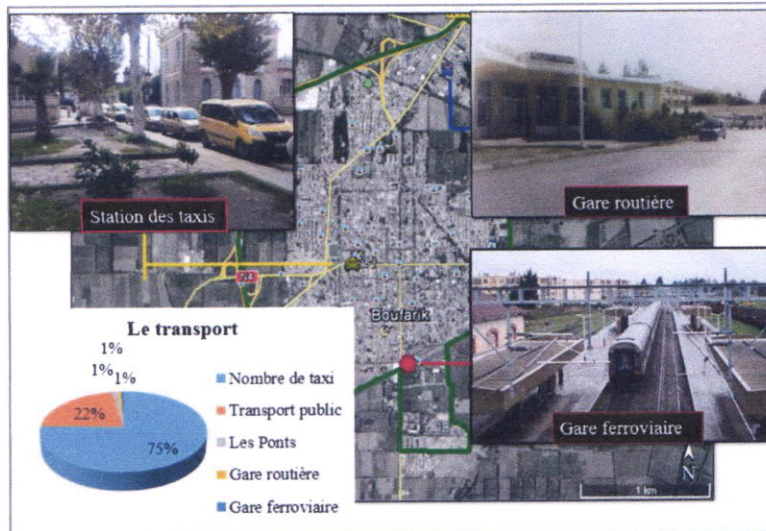 Station des taxis
Gare routière
Boufarik
Gare ferroviaire
Le transport
1%
1%
1%
22%
75%
Nombre de taxi
Transport public
Les Ponts
Gare routière
Gare ferroviaire
N
1 km